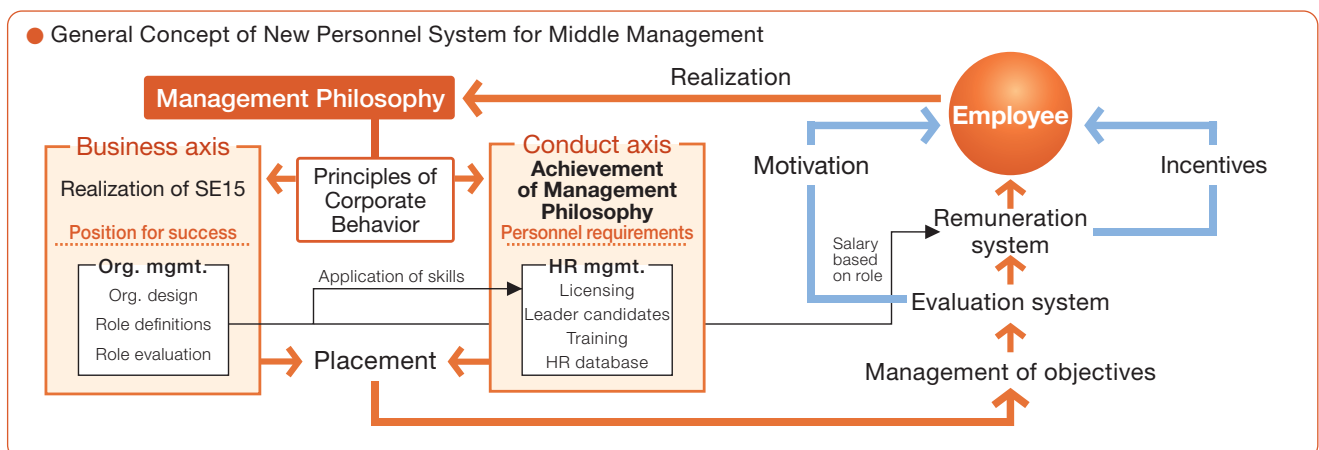 General Concept of New Personnel System for Middle Management
Management Philosophy
Realization
Employee
Business axis
Realization of SE15
Position for success
Org. mgmt.
Org. design
Role definitions
Role evaluation
Principles of
Corporate
Behavior
Conduct axis
Achievement
of Management
Philosophy
Personnel requirements
HR mgmt.
Licensing
Leader candidates
Training
HR database
Application of skills
Placement
Motivation
Incentives
Salary
based
on role
Remuneration
system
Evaluation system
Management of objectives